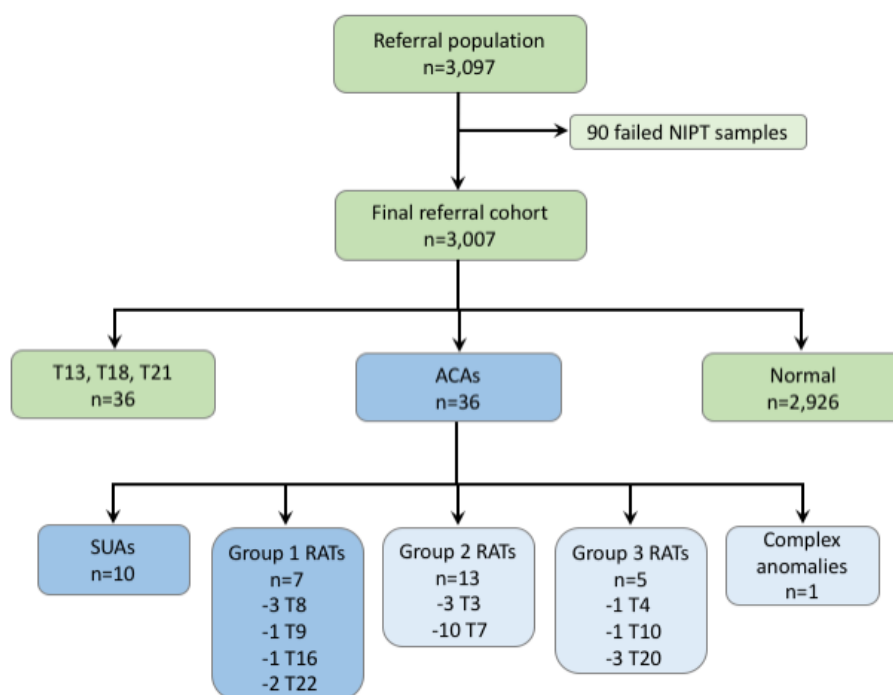 Referral population
n=3,097
90 failed NIPT samples
Final referral cohort
n=3,007
T13, T18, T21
n=36
ACAs
n=36
Normal
n=2,926
SUAs
n=10
Group 1 RATs
n=7
-3 T8
-1 T9
-1 T16
-2 T22
Group 2 RATs
n=13
-3 T3
-10 T7
Group 3 RATs
n=5
-1 T4
-1 T10
-3 T20
Complex
anomalies
n=1